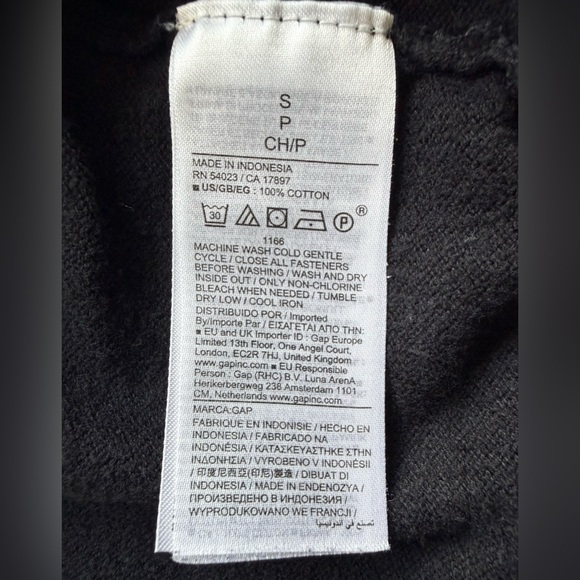 S
P
CH/P
MADE IN INDONESIA
RN 54023 / CA 17897
■ US/GB/EG : 100% COTTON
30 P ®
1166
MACHINE WASH COLD GENTLE
CYCLE / CLOSE ALL FASTENERS
BEFORE WASHING / WASH AND DRY
INSIDE OUT / ONLY NON-CHLORINE
BLEACH WHEN NEEDED / TUMBLE
DRY LOW / COOL IRON
DISTRIBUIDO POR / Imported
By/Importe Par / ΕΙΣΑΓΕΤΑΙ ΑΠΟ ΤΗΝ:
■ EU and UK Importer ID : Gap Europe
Limited 13th Floor, One Angel Court,
London, EC2R 7HJ, United Kingdom
www.gapinc.com ■ EU Responsible
Person : Gap (RHC) B.V. Luna ArenA
Herikerbergweg 238 Amsterdam 1101
CM, Netherlands www.gapinc.com
MARCA:GAP
FABRIQUE EN INDONISIE / HECHO EN
INDONESIA / FABRICADO NA
INDONÉSIA / ΚΑΤΑΣΚΕΥΑΣΤΗΚΕ ΣΤΗΝ
ΙΝΔΟΝΗΣΙΑ / VYROBENO V INDONÉSII
/ 印度尼西亞(印尼)製造 / DIBUAT DI
INDONESIA / MADE IN ENDENOZYA /
ПРОИЗВЕДЕНО В ИНДОНЕЗИЯ /
WYPRODUKOWANO WE FRANCJI /
تصنع في أندونيسيا